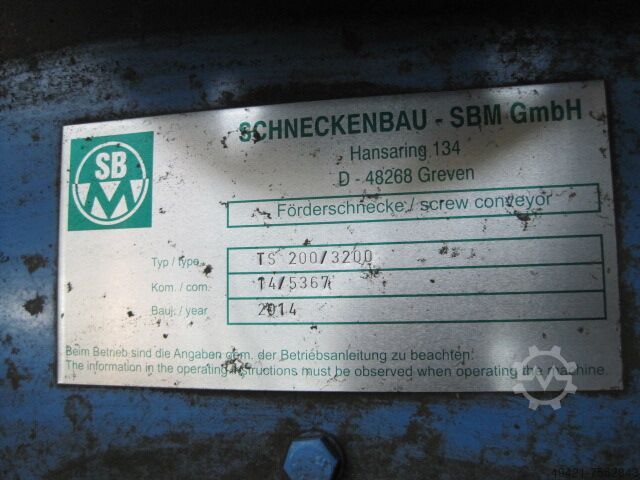 SCHNECKENBAU - SBM GmbH
Hansaring 134
D - 48268 Greven
SB
M
Förderschnecke / screw conveyor
Typ / type TS 200/3200
Kom. / com. 14/5367
Bauj. / year 2014
Beim Betrieb sind die Angaben gem. der Betriebsanleitung zu beachten:
The information in the operating instructions must be observed when operating the machine.